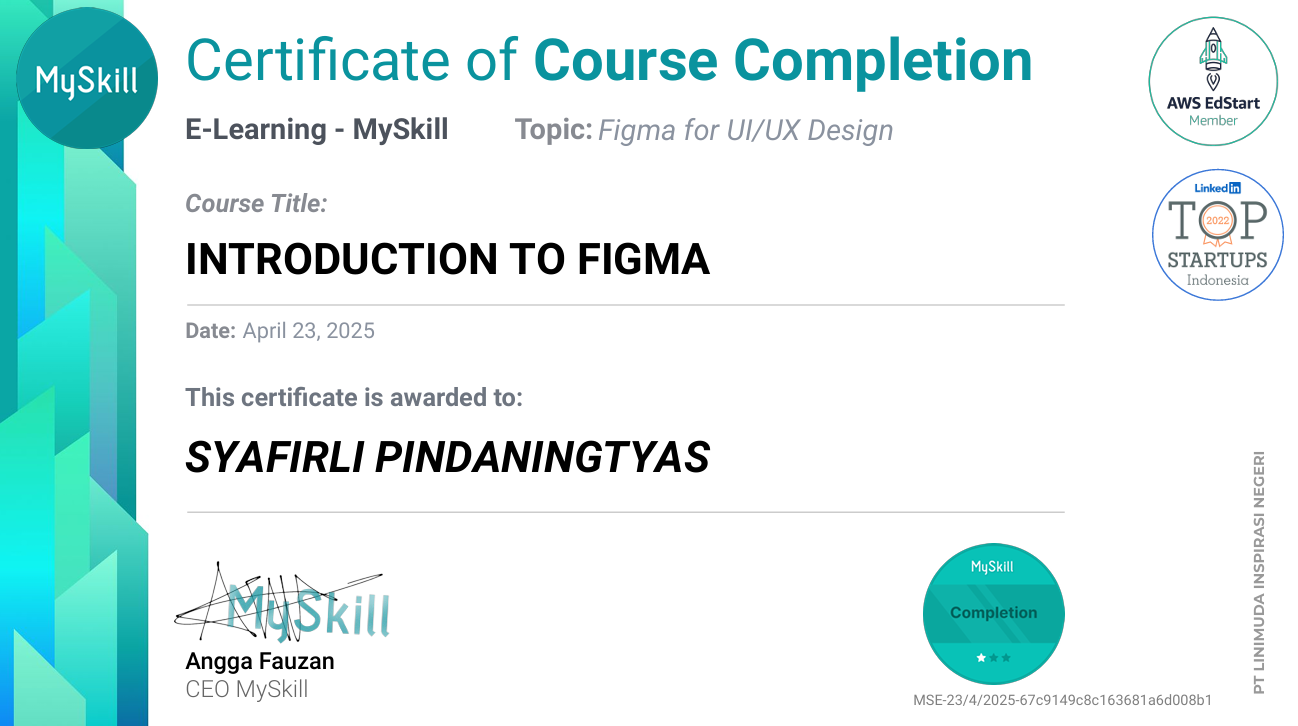 MySkill
Certificate of Course Completion
E-Learning - MySkill Topic: Figma for UI/UX Design
Course Title:
INTRODUCTION TO FIGMA
Date: April 23, 2025
This certificate is awarded to:
SYAFIRLI PINDANINGTYAS
MySkill
Angga Fauzan
CEO MySkill
MySkill
Completion
MSE-23/4/2025-67c9149c8c163681a6d008b1
AWS EdStart
Member
LinkedIn
TOP
2022
STARTUPS
Indonesia
PT LINIMUDA INSPIRASI NEGERI